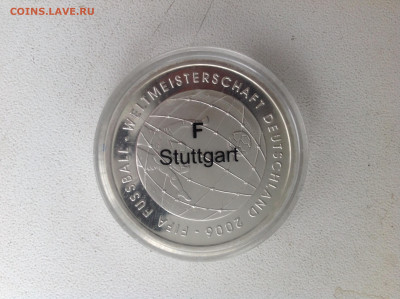 COINS.LAVE.RU
FIFA FUSSBALL - WELTMEISTERSCHAFT DEUTSCHLAND 2006 •
F
Stuttgart